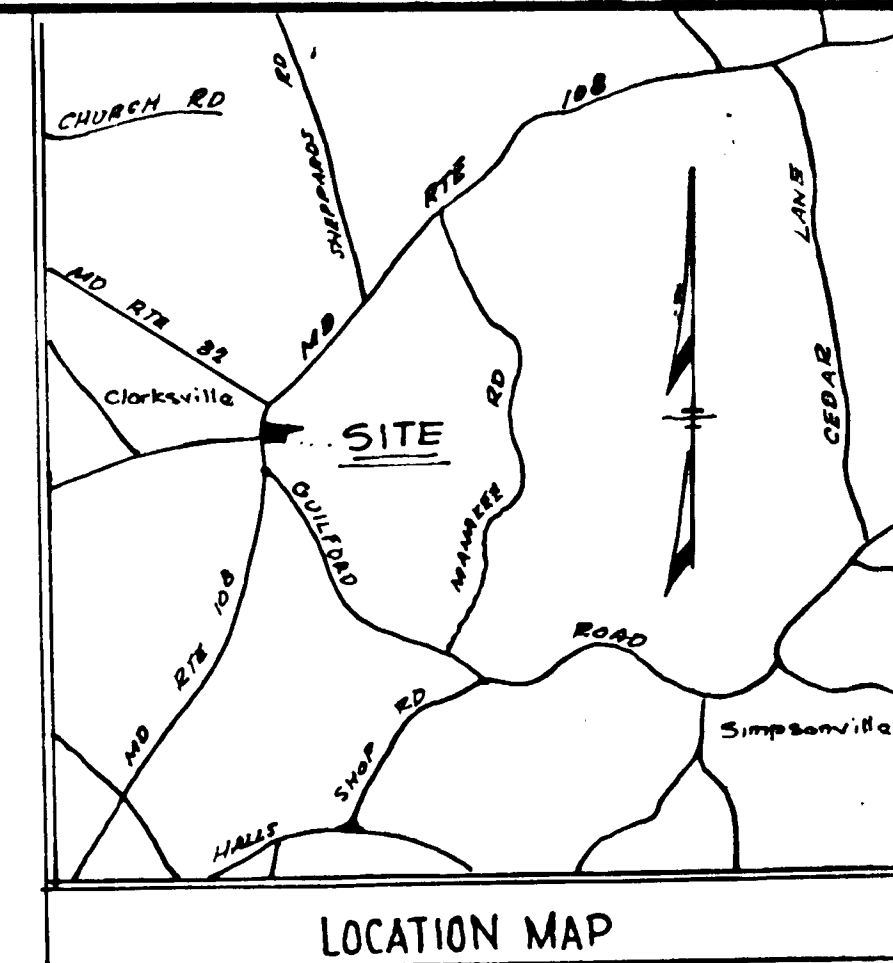 CHURCH RD
SHEPPARDS RD
MD RTE 108
LANE
CEDAR
MD RTE 32
Clarksville
SITE
RD
MAMKEE
GUILFORD
ROAD
MD RTE 108
SHOP RD
HALLS
Simpsonville
LOCATION MAP